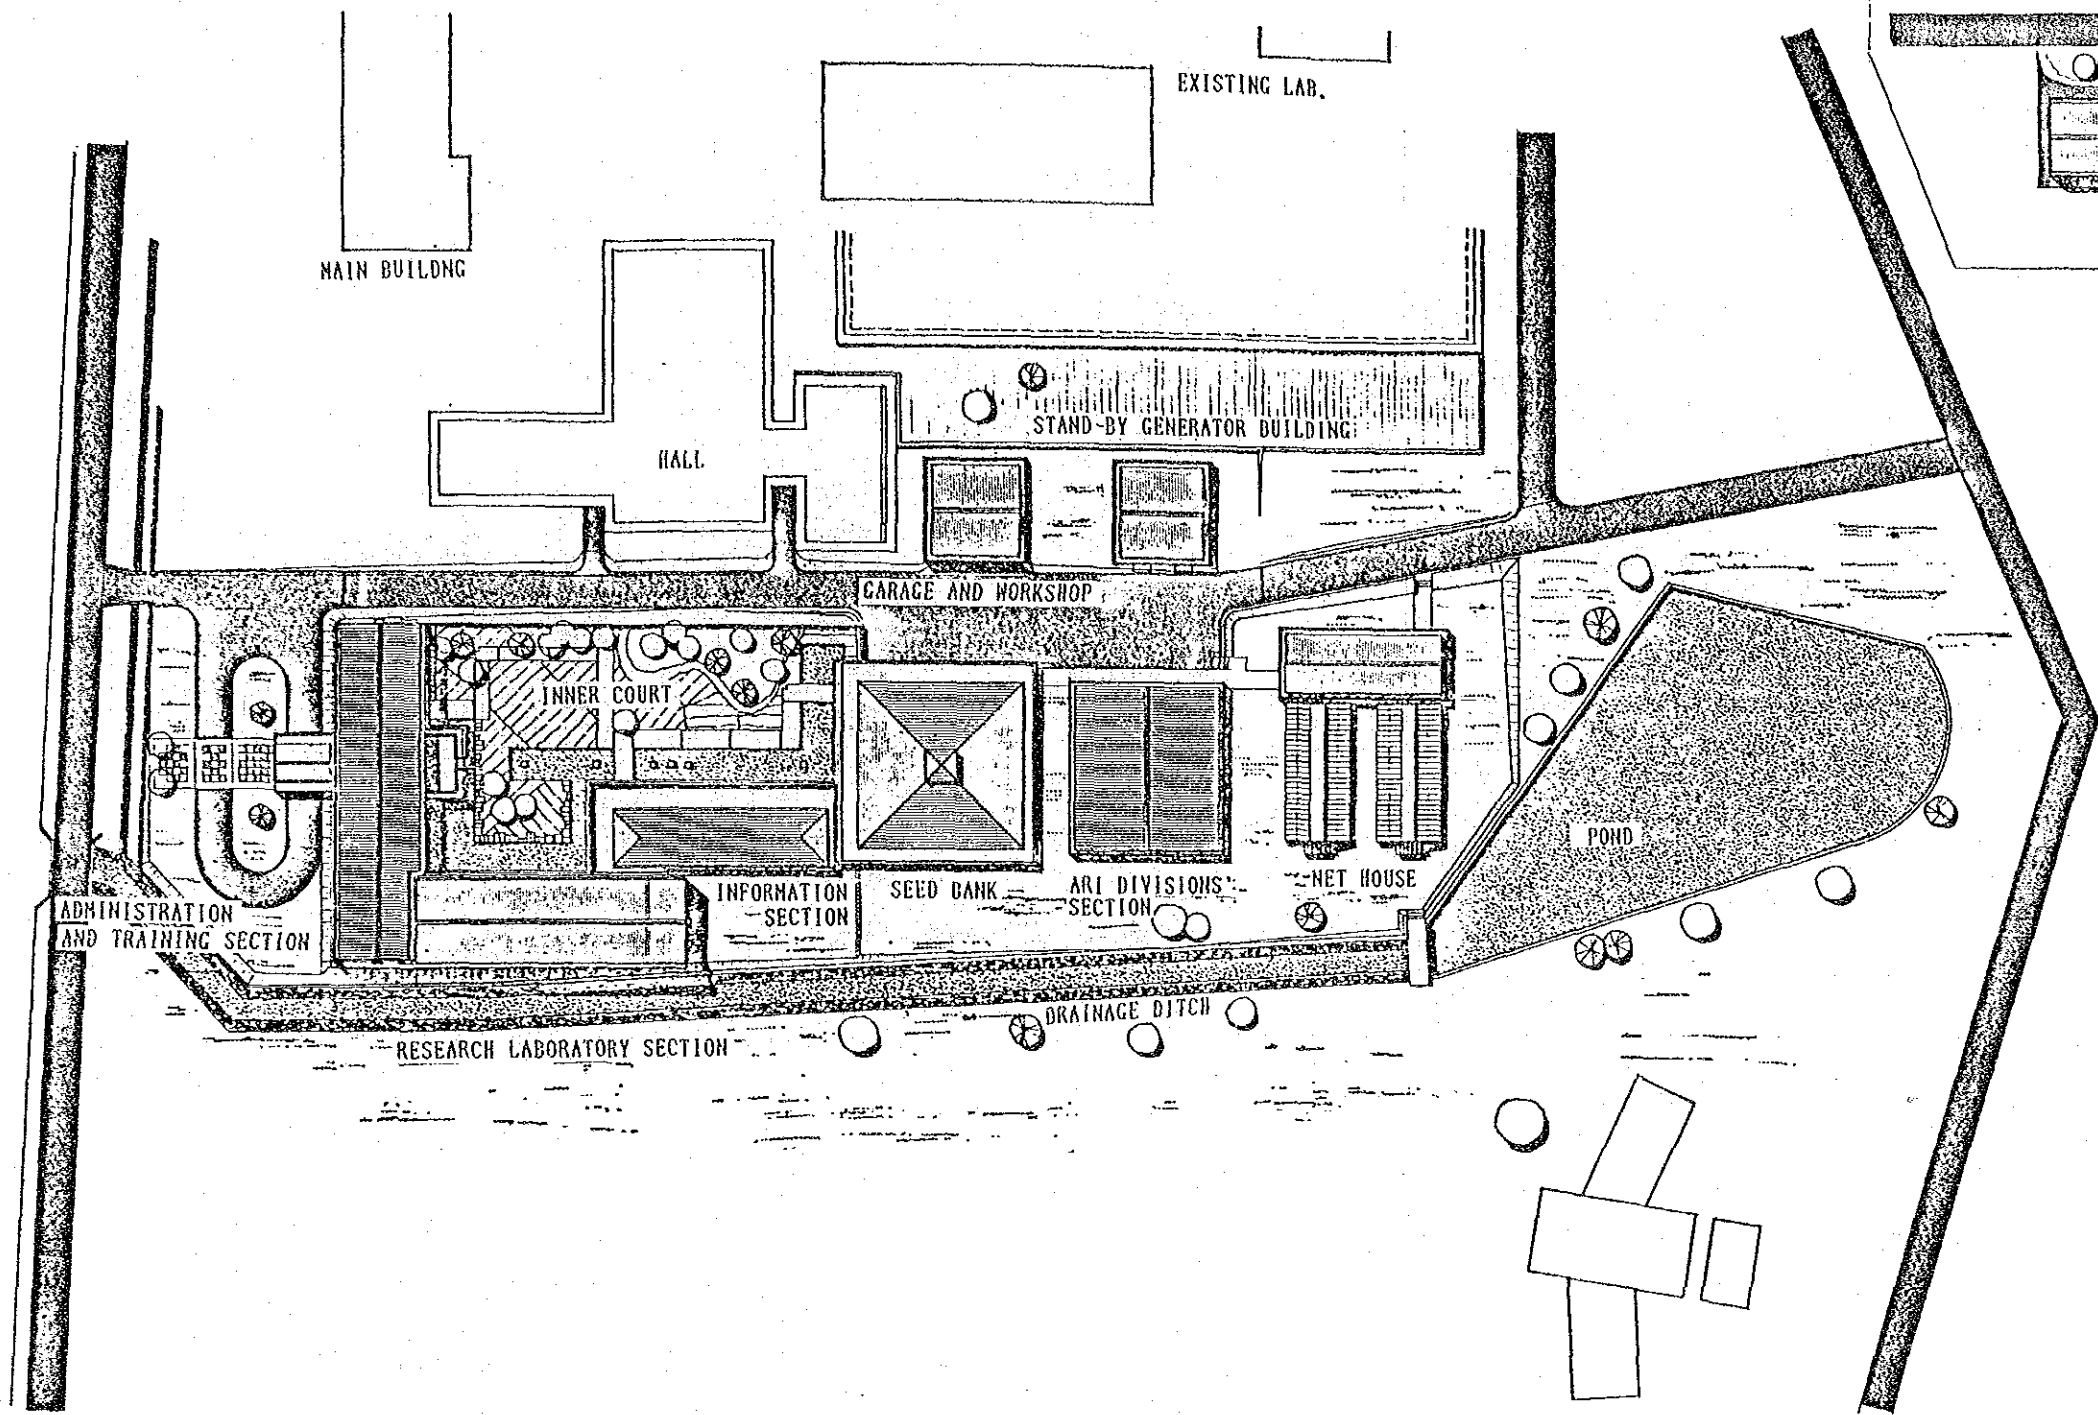 EXISTING LAB.
MAIN BUILDNG
STAND-BY GENERATOR BUILDING
HALL
GARAGE AND WORKSHOP
INNER COURT
POND
INFORMATION
SECTION
SEED BANK
ARI DIVISIONS
SECTION
NET HOUSE
ADMINISTRATION
AND TRAINING SECTION
DRAINAGE DITCH
RESEARCH LABORATORY SECTION